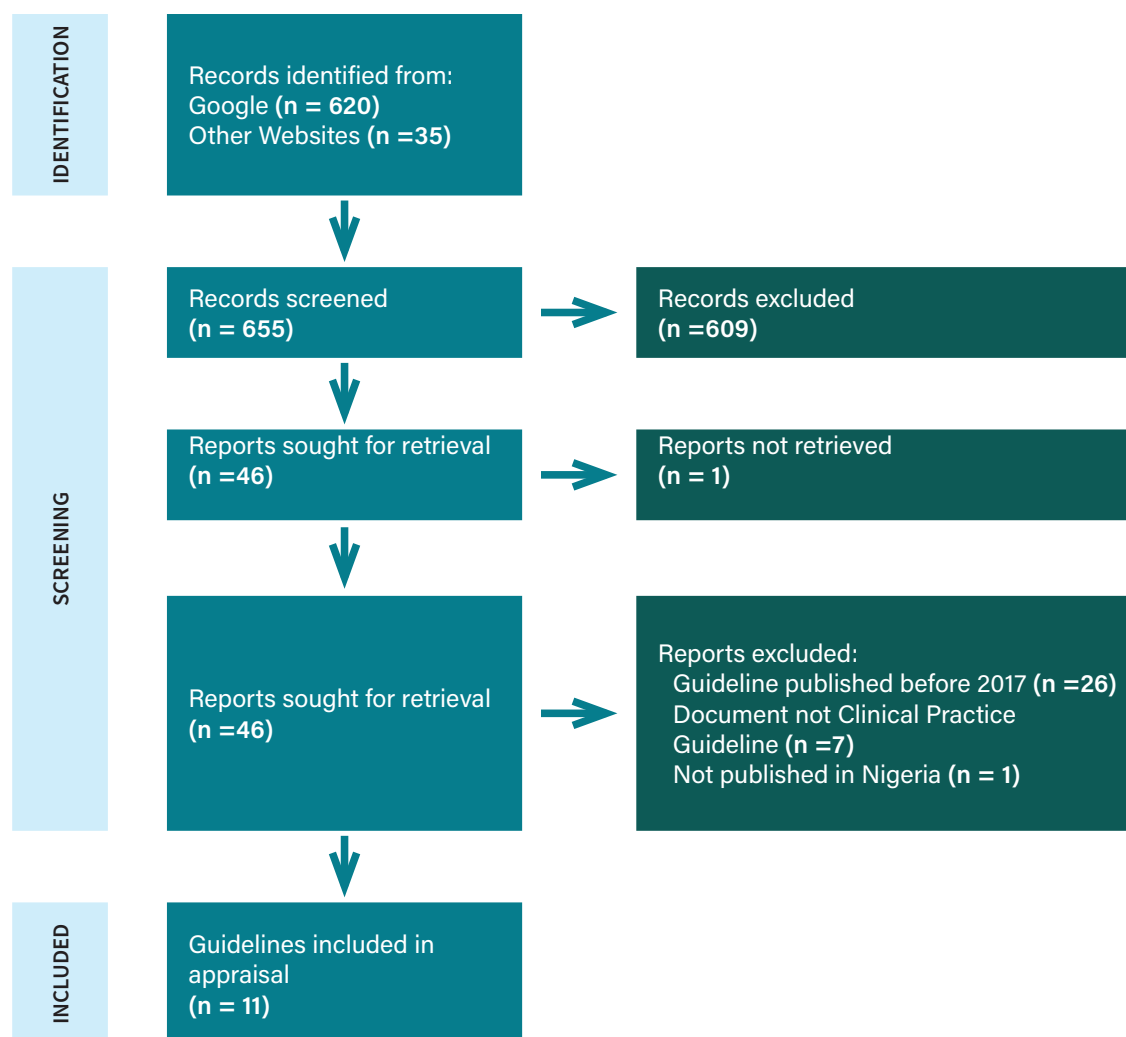 IDENTIFICATION
Records identified from:
Google (n = 620)
Other Websites (n =35)
SCREENING
Records screened
(n = 655)
Records excluded
(n =609)
Reports sought for retrieval
(n =46)
Reports not retrieved
(n = 1)
Reports sought for retrieval
(n =46)
Reports excluded:
Guideline published before 2017 (n =26)
Document not Clinical Practice
Guideline (n =7)
Not published in Nigeria (n = 1)
INCLUDED
Guidelines included in
appraisal
(n = 11)